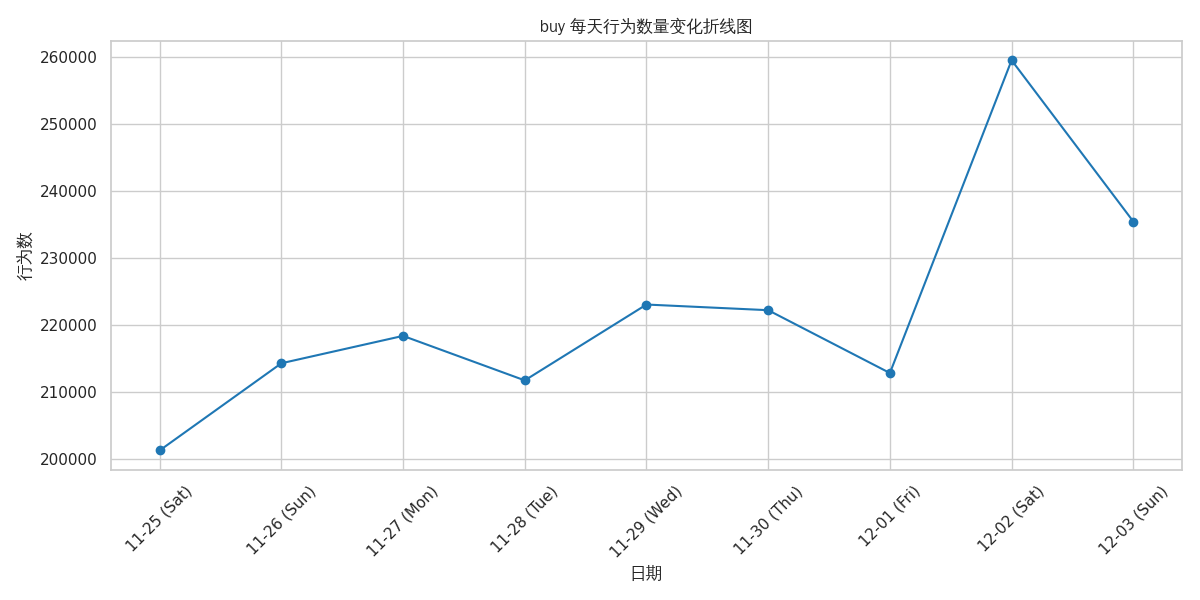 buy 每天行为数量变化折线图
260000
250000
240000
230000
220000
210000
200000
行为数
11-25 (Sat)
11-26 (Sun)
11-27 (Mon)
11-28 (Tue)
11-29 (Wed)
11-30 (Thu)
12-01 (Fri)
12-02 (Sat)
12-03 (Sun)
日期